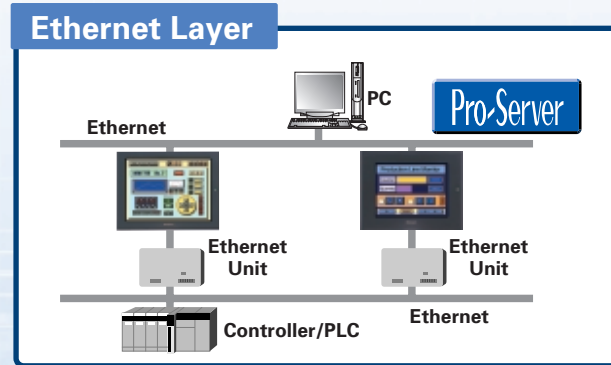 Ethernet Layer
PC
Pro-Server
Ethernet
Ethernet
Unit
Ethernet
Unit
Ethernet
Controller/PLC